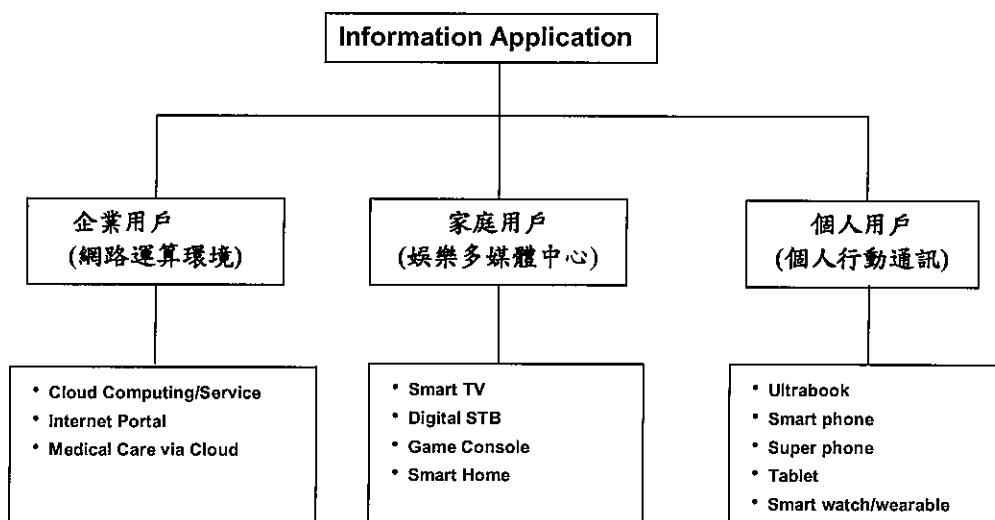 Information Application
企業用戶
(網路運算環境)
家庭用戶
(娛樂多媒體中心)
個人用戶
(個人行動通訊)
• Cloud Computing/Service
• Internet Portal
• Medical Care via Cloud
• Smart TV
• Digital STB
• Game Console
• Smart Home
• Ultrabook
• Smart phone
• Super phone
• Tablet
• Smart watch/wearable